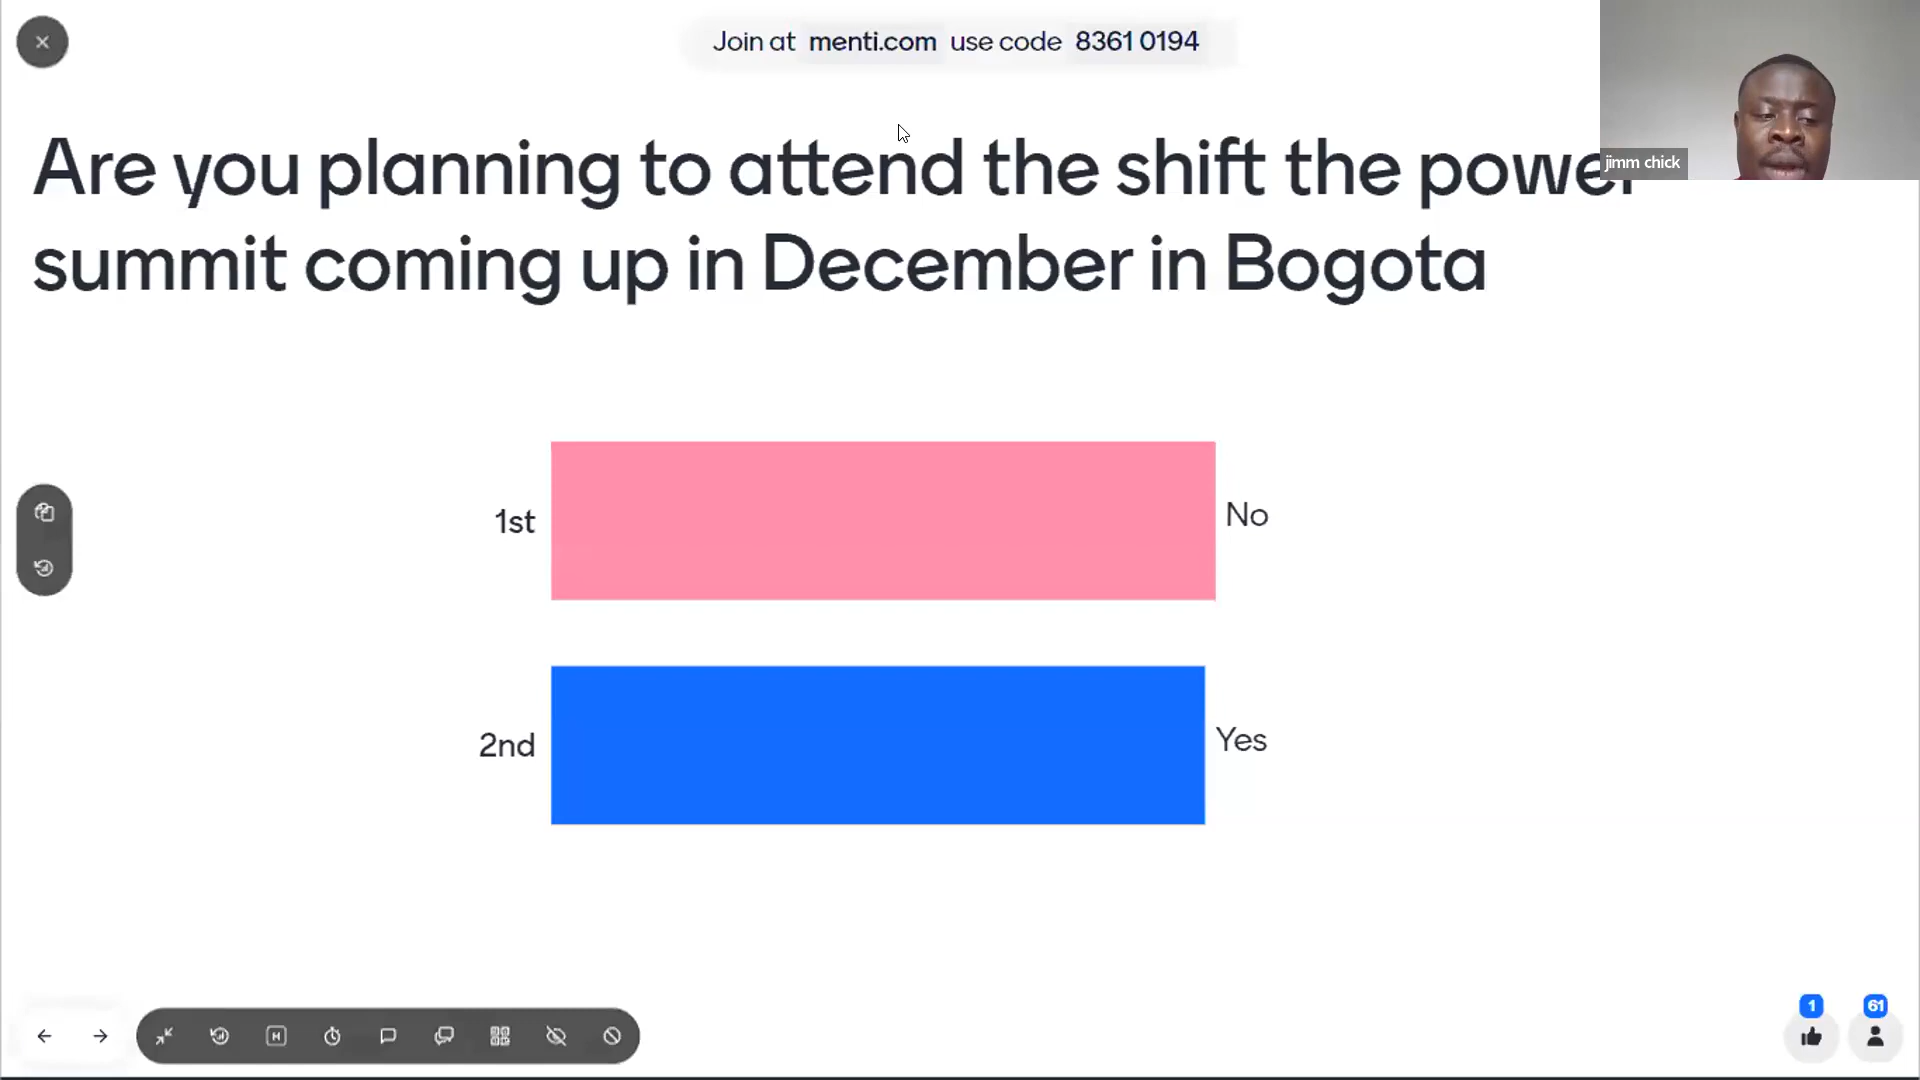 Join at menti.com use code 8361 0194
Are you planning to attend the shift the power
summit coming up in December in Bogota
jimm chick
1st
No
2nd
Yes
1
61